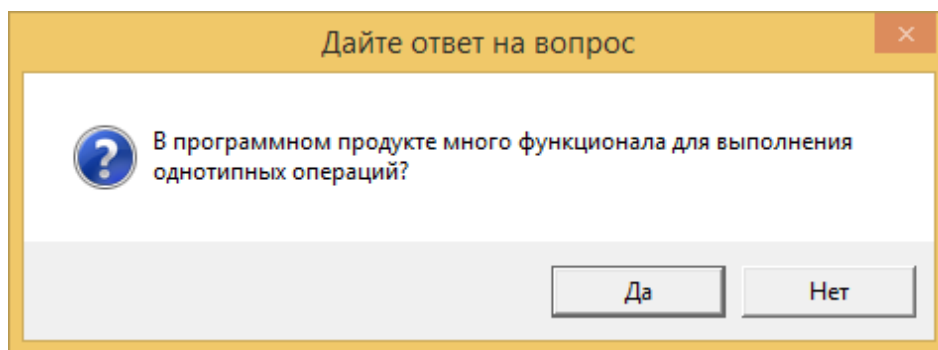 Дайте ответ на вопрос
В программном продукте много функционала для выполнения
однотипных операций?
Да
Нет